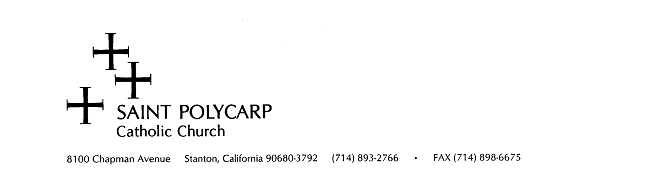 SAINT POLYCARP
Catholic Church
8100 Chapman Avenue Stanton, California 90680-3792 (714) 893-2766 • FAX (714) 898-6675